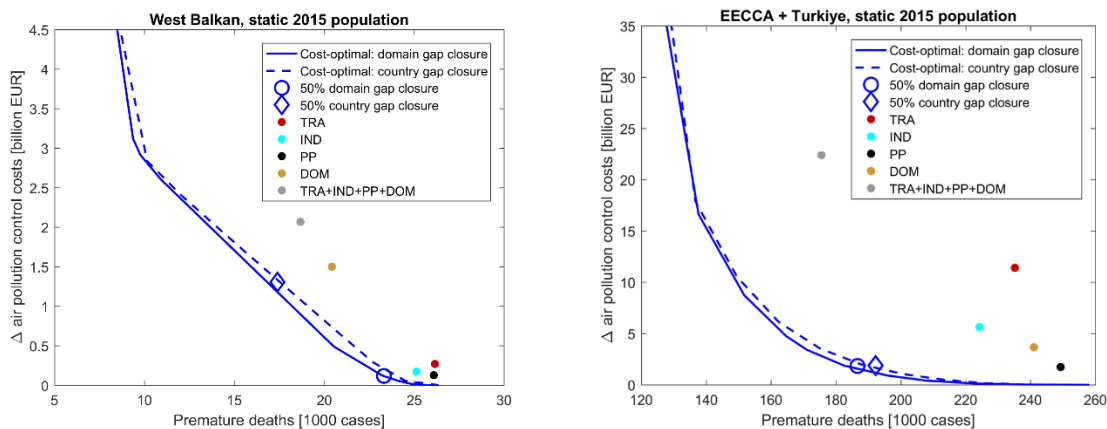 West Balkan, static 2015 population
4.5
4
3.5
3
2.5
2
1.5
1
0.5
0
Δ air pollution control costs [billion EUR]
Cost-optimal: domain gap closure
Cost-optimal: country gap closure
50% domain gap closure
50% country gap closure
TRA
IND
PP
DOM
TRA+IND+PP+DOM
5 10 15 20 25 30
Premature deaths [1000 cases]
EECCA + Turkiye, static 2015 population
35
30
25
20
15
10
5
0
Δ air pollution control costs [billion EUR]
Cost-optimal: domain gap closure
Cost-optimal: country gap closure
50% domain gap closure
50% country gap closure
TRA
IND
PP
DOM
TRA+IND+PP+DOM
120 140 160 180 200 220 240 260
Premature deaths [1000 cases]